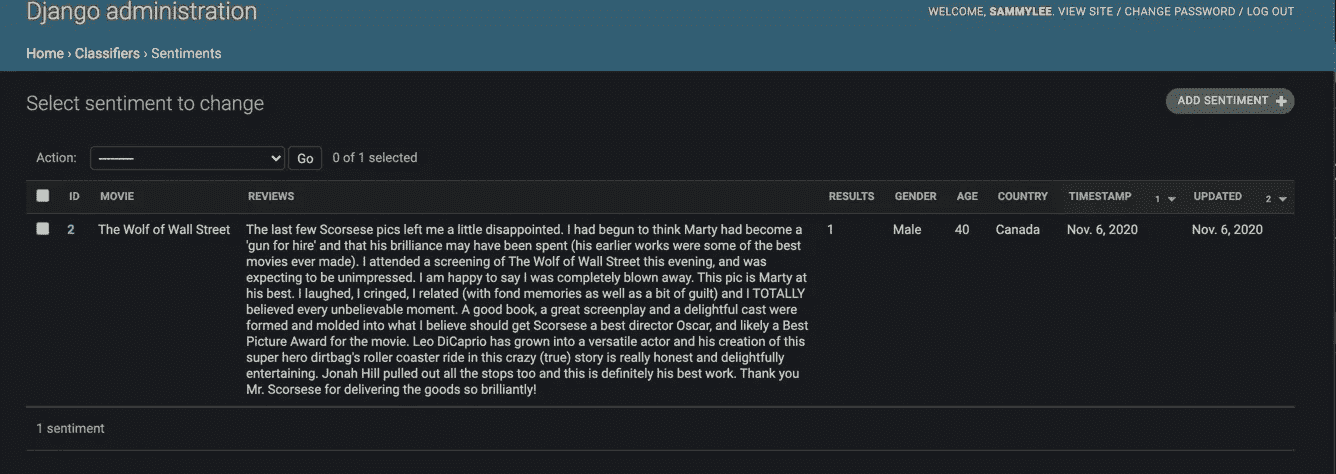 Django administration
WELCOME, SAMMYLEE. VIEW SITE / CHANGE PASSWORD / LOG OUT
Home › Classifiers › Sentiments
Select sentiment to change
ADD SENTIMENT +
Action: --------- Go 0 of 1 selected
ID MOVIE REVIEWS RESULTS GENDER AGE COUNTRY TIMESTAMP 1 UPDATED 2
2 The Wolf of Wall Street The last few Scorsese pics left me a little disappointed. I had begun to think Marty had become a 1 Male 40 Canada Nov. 6, 2020 Nov. 6, 2020
'gun for hire' and that his brilliance may have been spent (his earlier works were some of the best
movies ever made). I attended a screening of The Wolf of Wall Street this evening, and was
expecting to be unimpressed. I am happy to say I was completely blown away. This pic is Marty at
his best. I laughed, I cringed, I related (with fond memories as well as a bit of guilt) and I TOTALLY
believed every unbelievable moment. A good book, a great screenplay and a delightful cast were
formed and molded into what I believe should get Scorsese a best director Oscar, and likely a Best
Picture Award for the movie. Leo DiCaprio has grown into a versatile actor and his creation of this
super hero dirtbag's roller coaster ride in this crazy (true) story is really honest and delightfully
entertaining. Jonah Hill pulled out all the stops too and this is definitely his best work. Thank you
Mr. Scorsese for delivering the goods so brilliantly!
1 sentiment